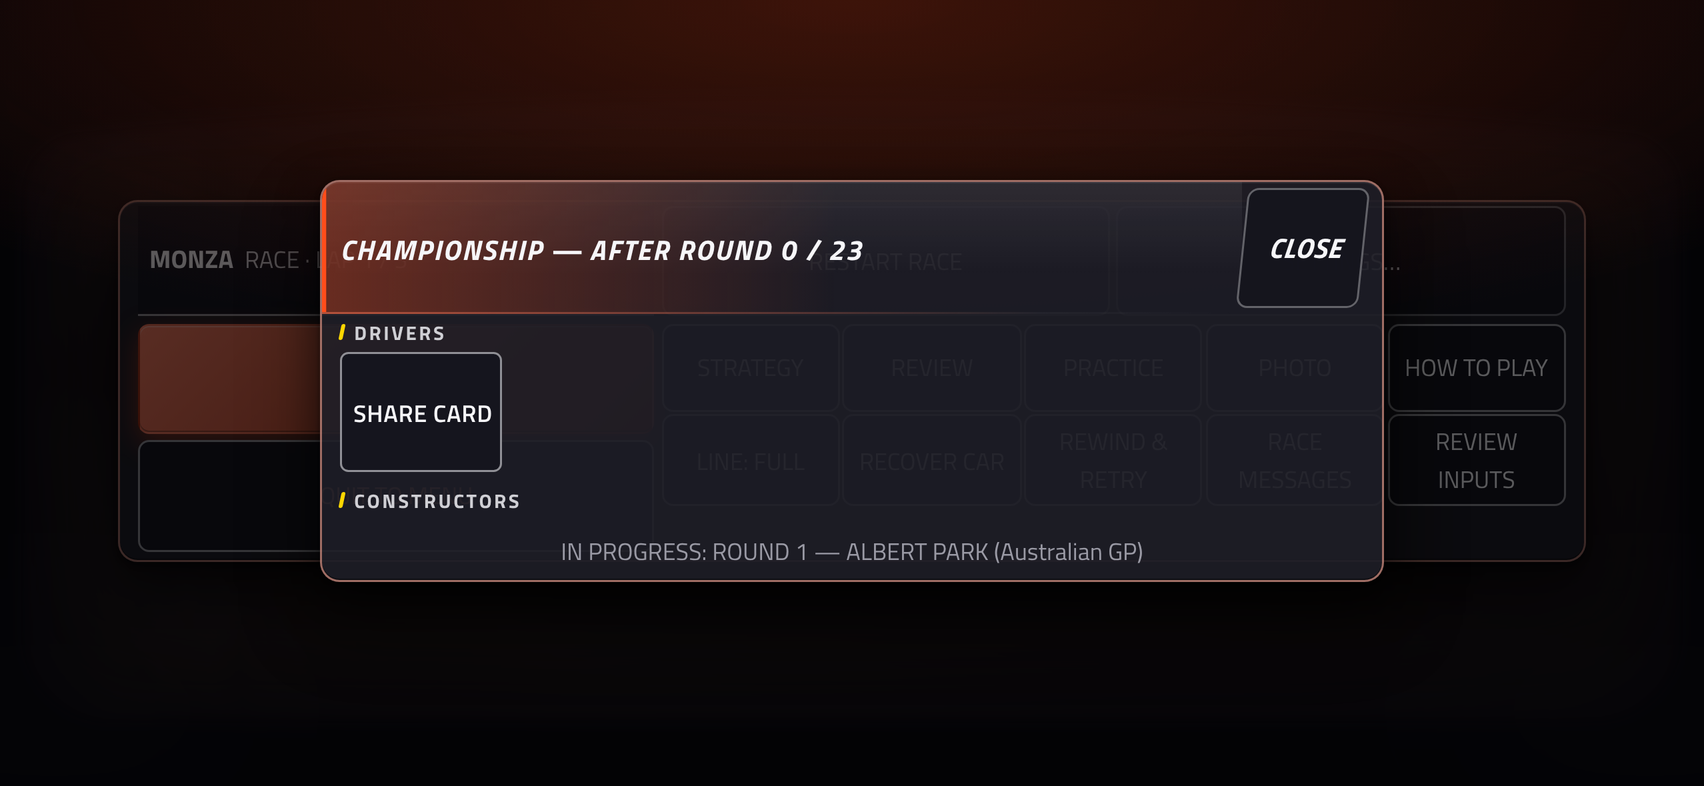 CHAMPIONSHIP — AFTER ROUND 0 / 23
CLOSE
MONZA RACE ·
RESTART RACE
DRIVERS
SHARE CARD
CONSTRUCTORS
IN PROGRESS: ROUND 1 — ALBERT PARK (Australian GP)
STRATEGY
REVIEW
PRACTICE
PHOTO
HOW TO PLAY
LINE: FULL
RECOVER CAR
REWIND &
RETRY
RACE
MESSAGES
REVIEW
INPUTS